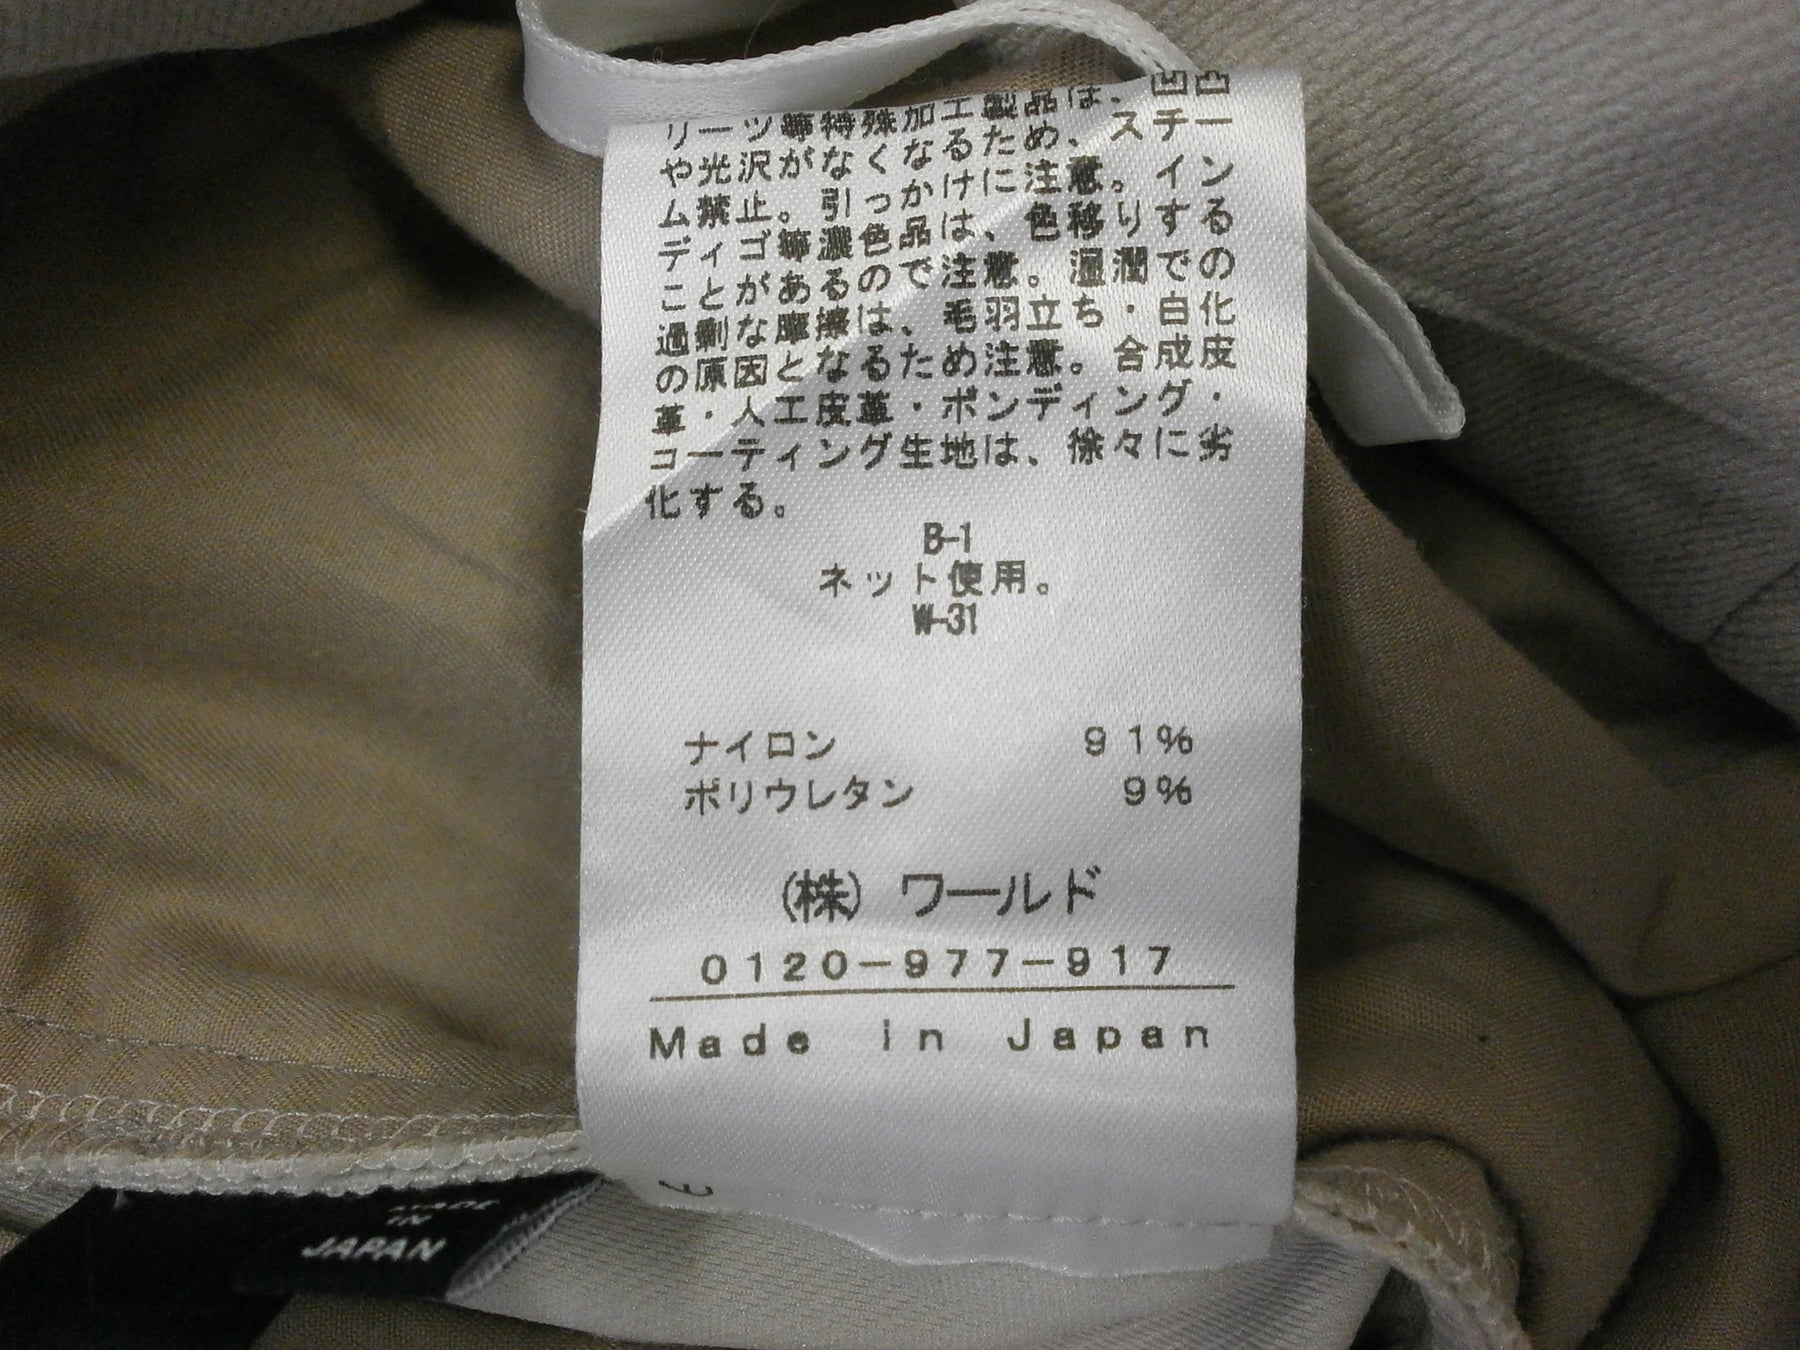 リーツ等特殊加工製品は、凹凸
や光沢がなくなるため、スチー
ム禁止。引っかけに注意。イン
ディゴ等濃色品は、色移りする
ことがあるので注意。湿潤での
過剰な摩擦は、毛羽立ち・白化
の原因となるため注意。合成皮
革・人工皮革・ボンディング・
コーティング生地は、徐々に劣
化する。
B-1
ネット使用。
W-31
ナイロン 91%
ポリウレタン 9%
(株) ワールド
0120-977-917
Made in Japan
MADE
IN
JAPAN